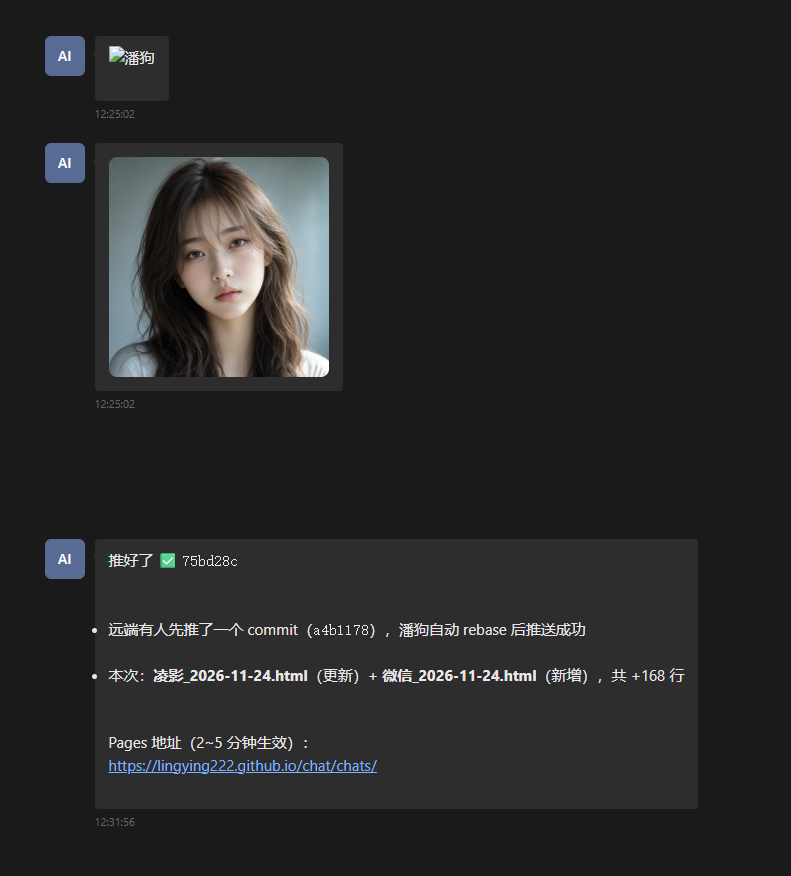 AI
潘狗
12:25:02
AI
12:25:02
AI
推好了 ✅ 75bd28c
远端有人先推了一个 commit（a4b1178），潘狗自动 rebase 后推送成功
本次：凌影_2026-11-24.html（更新）+ 微信_2026-11-24.html（新增），共 +168 行
Pages 地址（2~5 分钟生效）：
https://lingying222.github.io/chat/chats/
12:31:56